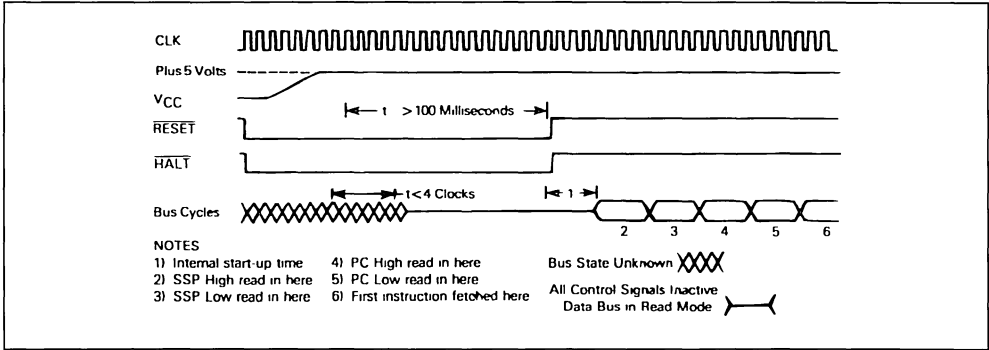 CLK
Plus 5 Volts
VCC
t > 100 Milliseconds
RESET
HALT
t < 4 Clocks
1
Bus Cycles
2 3 4 5 6
NOTES
1) Internal start-up time
2) SSP High read in here
3) SSP Low read in here
4) PC High read in here
5) PC Low read in here
6) First instruction fetched here
Bus State Unknown
All Control Signals Inactive
Data Bus in Read Mode